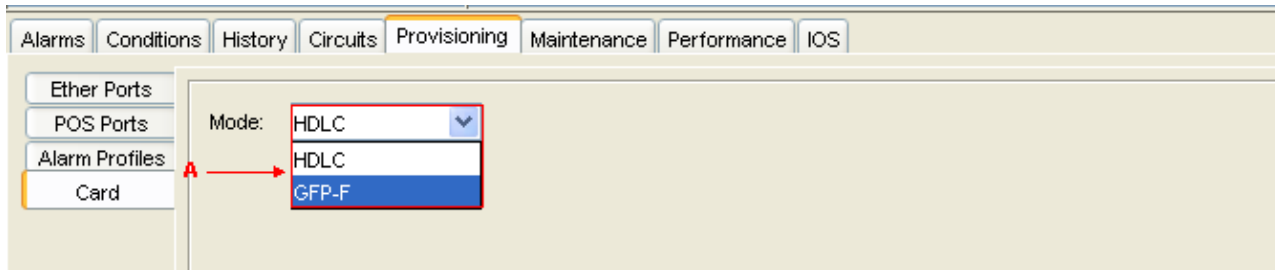 Alarms Conditions History Circuits Provisioning Maintenance Performance IOS
Ether Ports
POS Ports
Mode: HDLC
Alarm Profiles
A
HDLC
Card
GFP-F